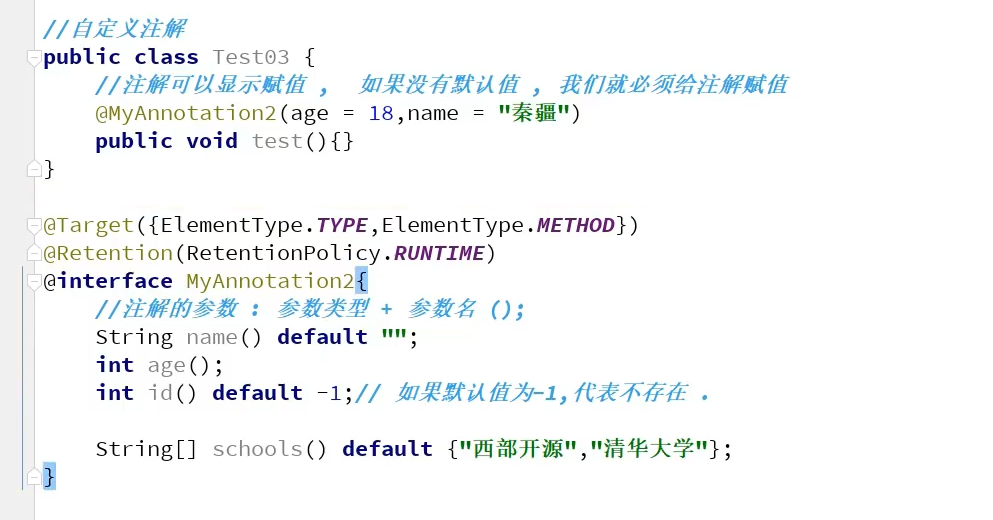 //自定义注解
public class Test03 {
    //注解可以显示赋值 ， 如果没有默认值 ，我们就必须给注解赋值
    @MyAnnotation2(age = 18,name = "秦疆")
    public void test(){}
}
@Target({ElementType.TYPE,ElementType.METHOD})
@Retention(RetentionPolicy.RUNTIME)
@interface MyAnnotation2{
    //注解的参数 : 参数类型 + 参数名 ();
    String name() default "";
    int age();
    int id() default -1;// 如果默认值为-1,代表不存在 .
    String[] schools() default {"西部开源","清华大学"};
}